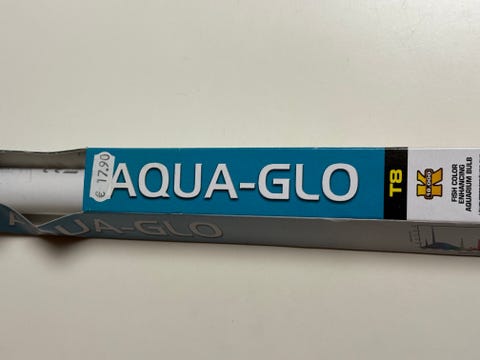 € 17,90
AQUA-GLO
T8
K
18,000
FISH COLOR
ENHANCING
AQUARIUM BULB
AQUA-GLO